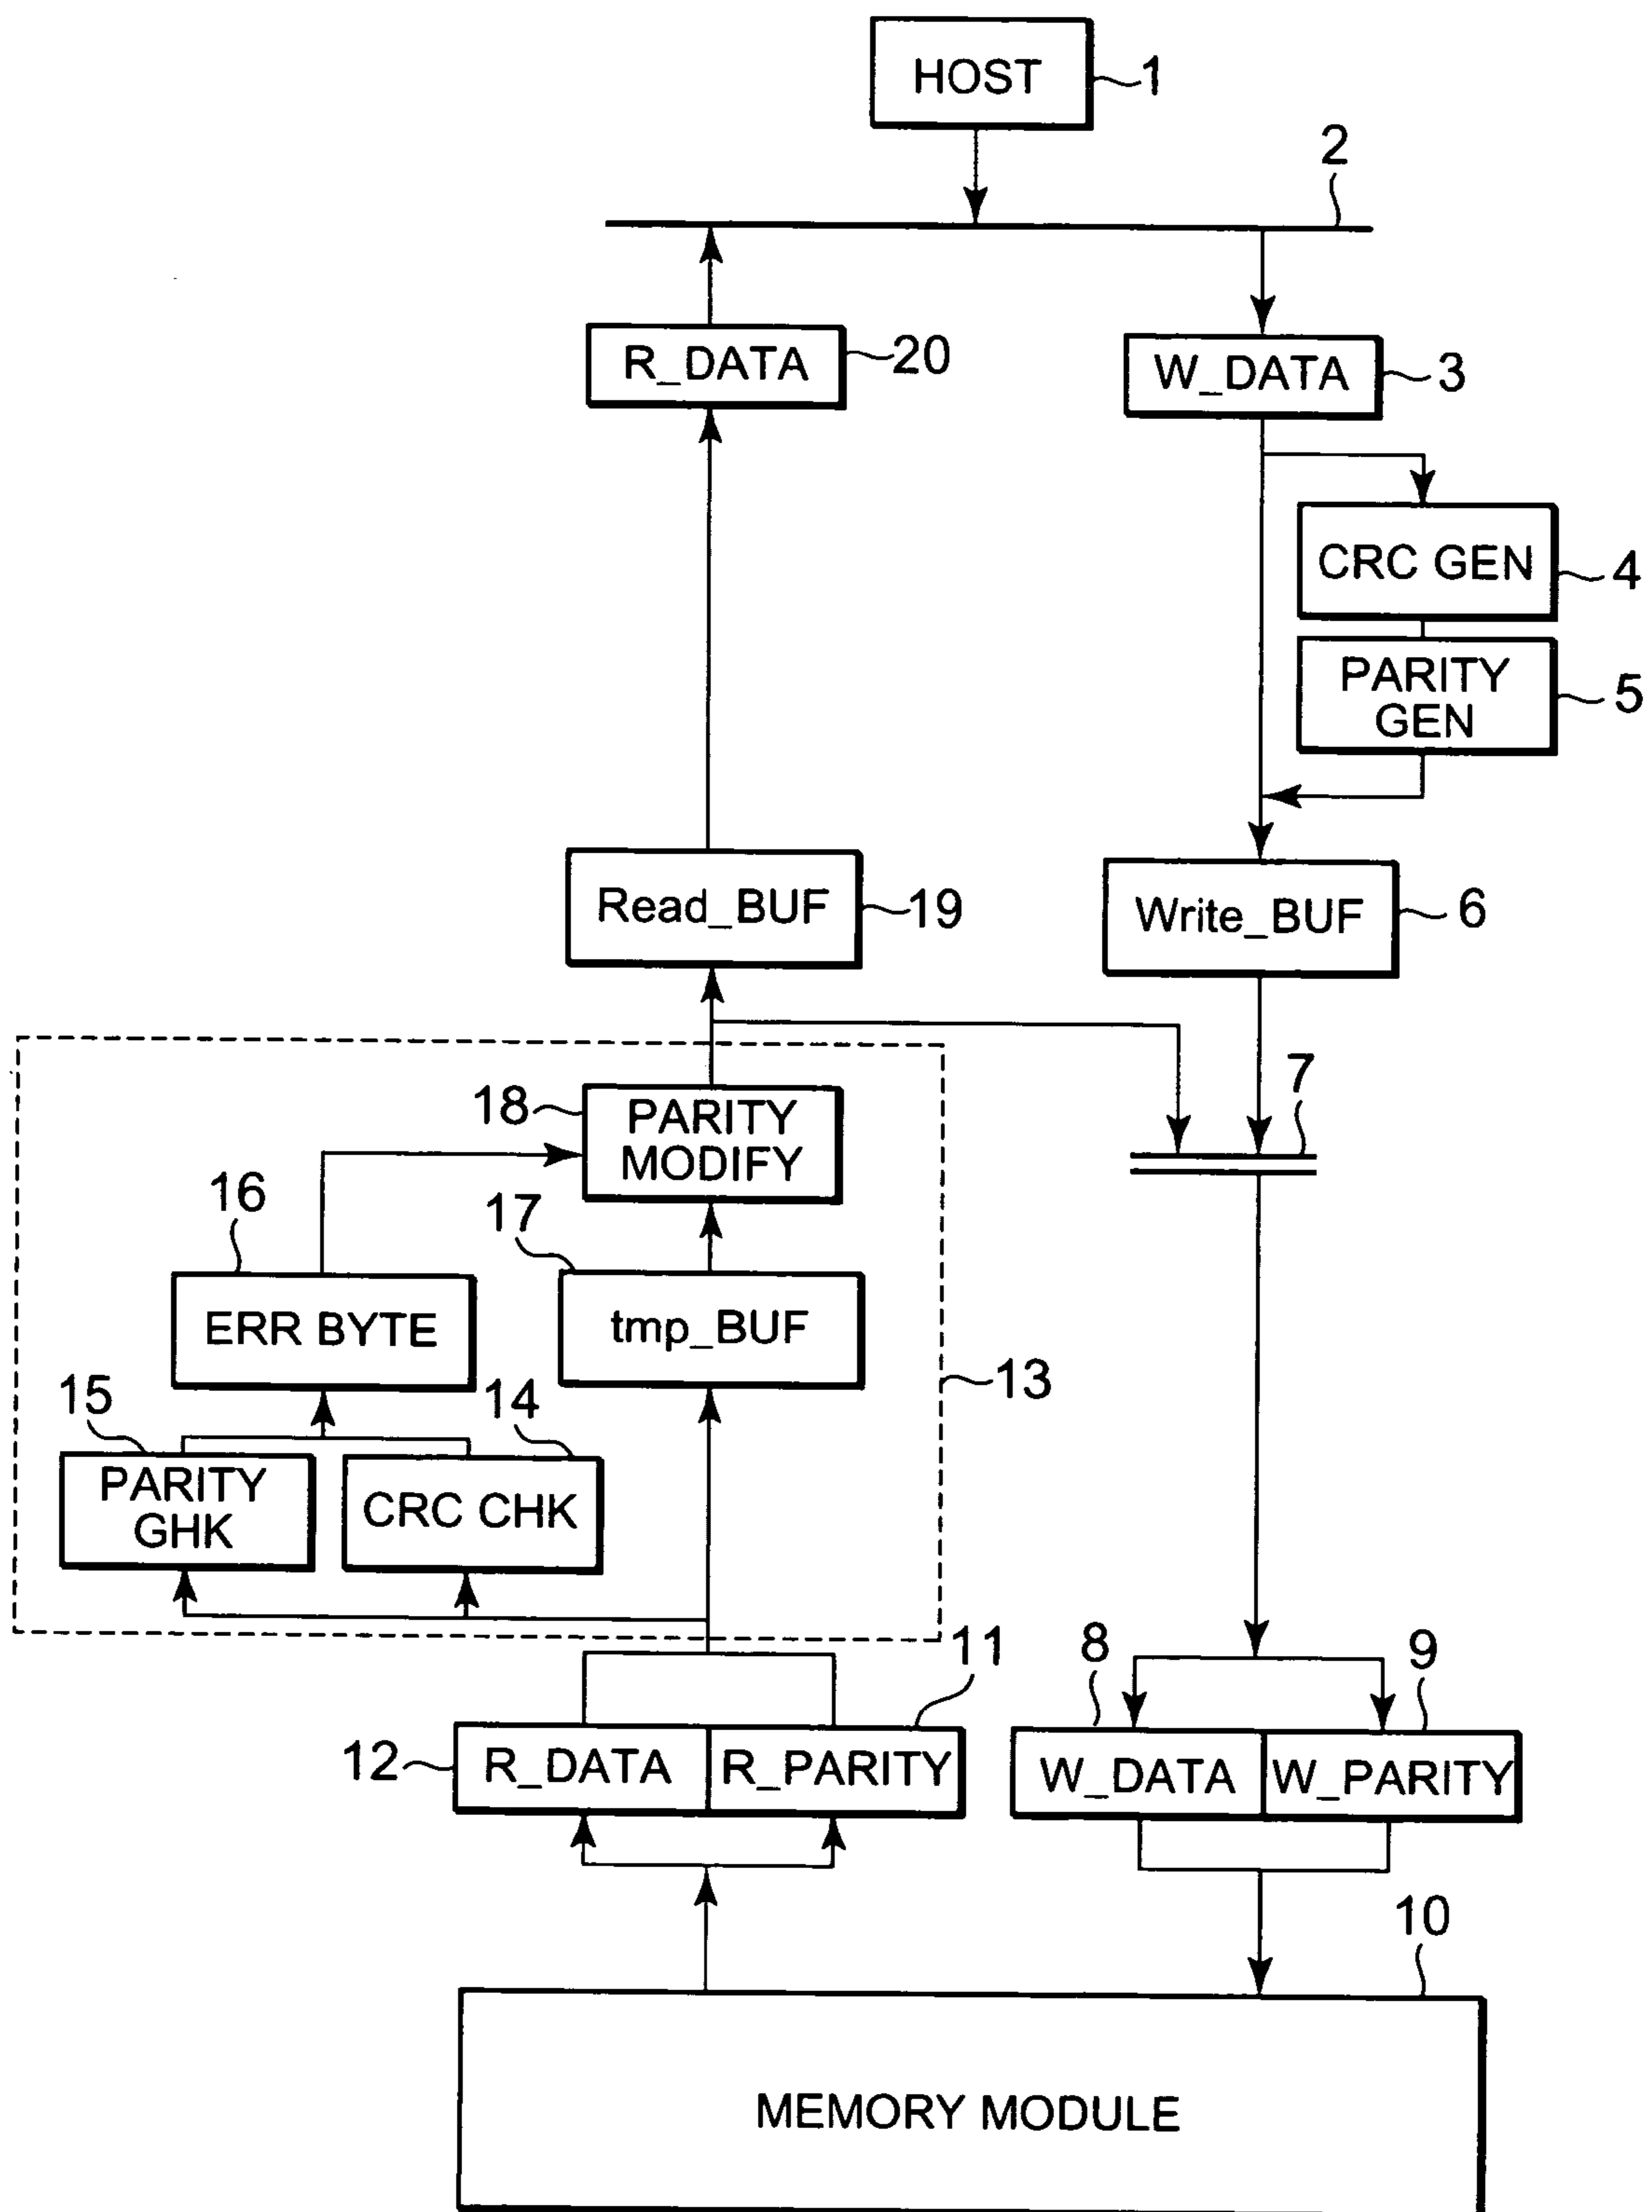 HOST
1
2
R_DATA
20
W_DATA
3
CRC GEN
4
PARITY
GEN
5
Read_BUF
19
Write_BUF
6
7
18
PARITY
MODIFY
16
17
ERR BYTE
tmp_BUF
13
15
14
PARITY
GHK
CRC CHK
11
8
9
12
R_DATA
R_PARITY
W_DATA
W_PARITY
10
MEMORY MODULE